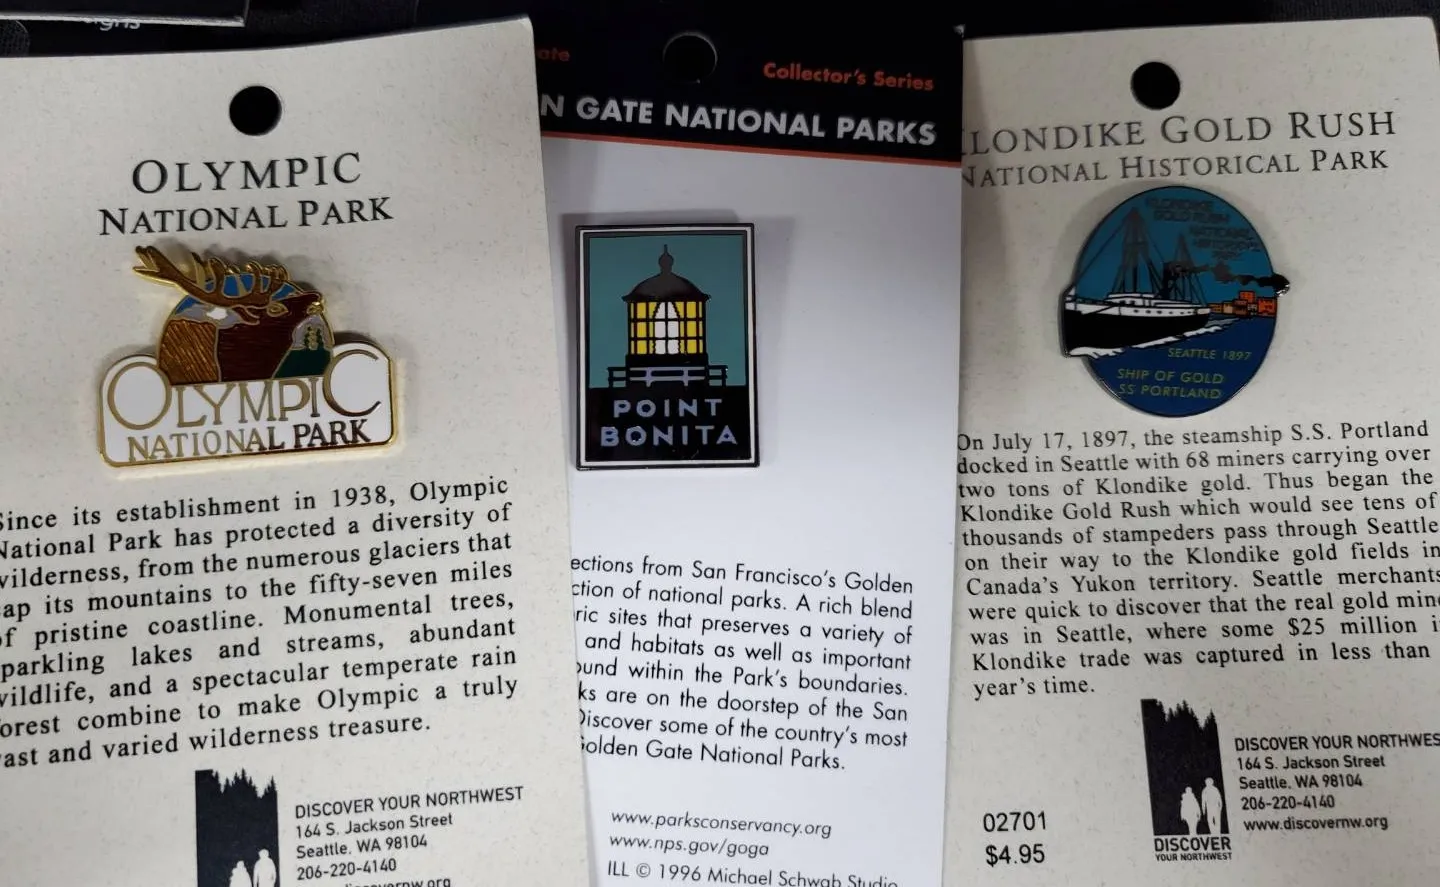 OLYMPIC
NATIONAL PARK
OLYMPIC
NATIONAL PARK
Since its establishment in 1938, Olympic
National Park has protected a diversity of
wilderness, from the numerous glaciers that
cap its mountains to the fifty-seven miles
of pristine coastline. Monumental trees,
sparkling lakes and streams, abundant
wildlife, and a spectacular temperate rain
forest combine to make Olympic a truly
vast and varied wilderness treasure.
DISCOVER YOUR NORTHWEST
164 S. Jackson Street
Seattle, WA 98104
206-220-4140
Collector's Series
N GATE NATIONAL PARKS
POINT
BONITA
ections from San Francisco's Golden
ction of national parks. A rich blend
ric sites that preserves a variety of
and habitats as well as important
ound within the Park's boundaries.
ks are on the doorstep of the San
Discover some of the country's most
Golden Gate National Parks.
www.parksconservancy.org
www.nps.gov/goga
ILL © 1996 Michael Schwab Studio
KLONDIKE GOLD RUSH
NATIONAL HISTORICAL PARK
KLONDIKE
GOLD RUSH
NATIONAL
HISTORICAL
PARK
SEATTLE 1897
SHIP OF GOLD
SS PORTLAND
On July 17, 1897, the steamship S.S. Portland
docked in Seattle with 68 miners carrying over
two tons of Klondike gold. Thus began the
Klondike Gold Rush which would see tens of
thousands of stampeders pass through Seattle
on their way to the Klondike gold fields in
Canada's Yukon territory. Seattle merchants
were quick to discover that the real gold mine
was in Seattle, where some $25 million i
Klondike trade was captured in less than
year's time.
02701
$4.95
DISCOVER
YOUR NORTHWEST
DISCOVER YOUR NORTHWES
164 S. Jackson Street
Seattle, WA 98104
206-220-4140
www.discovernw.org